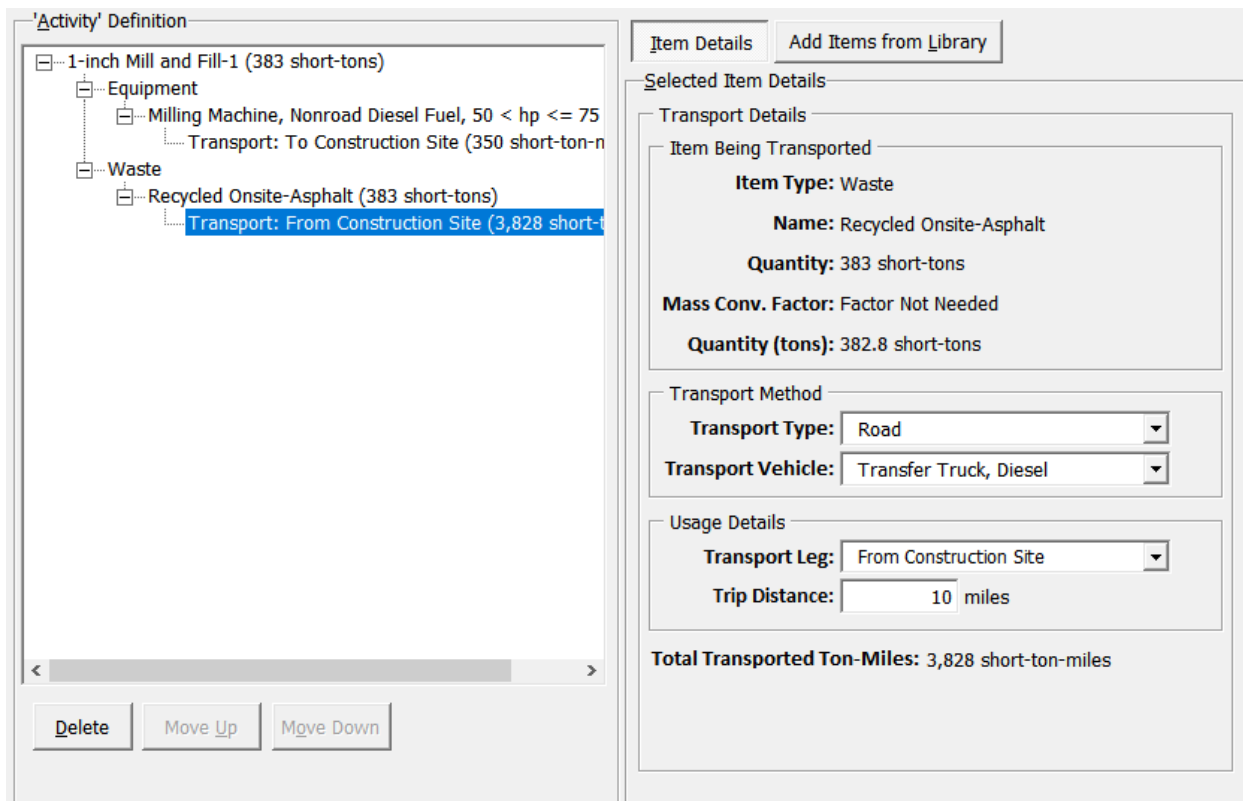 'Activity' Definition
1-inch Mill and Fill-1 (383 short-tons)
Equipment
Milling Machine, Nonroad Diesel Fuel, 50 < hp <= 75
Transport: To Construction Site (350 short-ton-n
Waste
Recycled Onsite-Asphalt (383 short-tons)
Transport: From Construction Site (3,828 short-t
Delete
Move Up
Move Down
Item Details
Add Items from Library
Selected Item Details
Transport Details
Item Being Transported
Item Type: Waste
Name: Recycled Onsite-Asphalt
Quantity: 383 short-tons
Mass Conv. Factor: Factor Not Needed
Quantity (tons): 382.8 short-tons
Transport Method
Transport Type: Road
Transport Vehicle: Transfer Truck, Diesel
Usage Details
Transport Leg: From Construction Site
Trip Distance: 10 miles
Total Transported Ton-Miles: 3,828 short-ton-miles